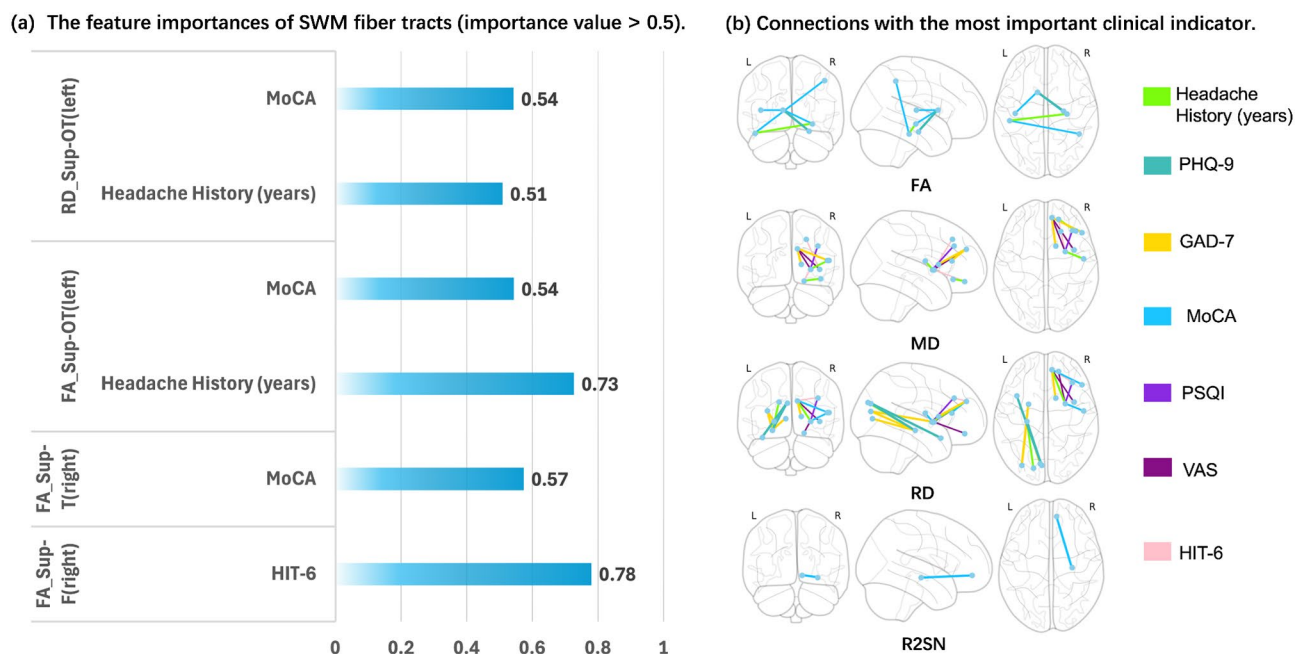 (a) The feature importances of SWM fiber tracts (importance value > 0.5).
RD_Sup-OT(left)
MoCA
0.54
Headache History (years)
0.51
FA_Sup-OT(left)
MoCA
0.54
Headache History (years)
0.73
FA_Sup-
T(right)
MoCA
0.57
FA_Sup-
F(right)
HIT-6
0.78
0 0.2 0.4 0.6 0.8 1
(b) Connections with the most important clinical indicator.
L R L R
FA
L R L R
MD
L R L R
RD
L R L R
R2SN
Headache
History (years)
PHQ-9
GAD-7
MoCA
PSQI
VAS
HIT-6